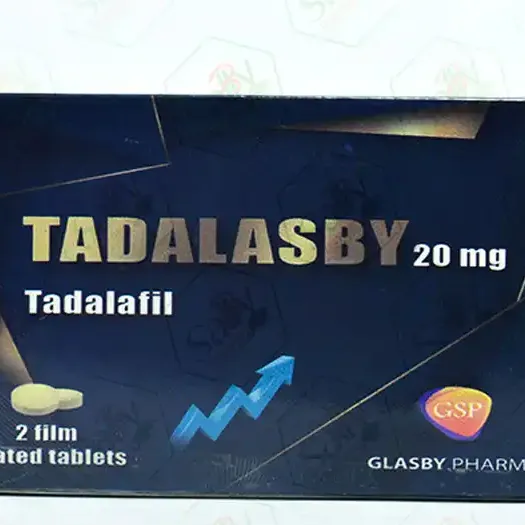 TADALASBY 20 mg
Tadalafil
GSP
2 film
ated tablets
GLASBY PHARM